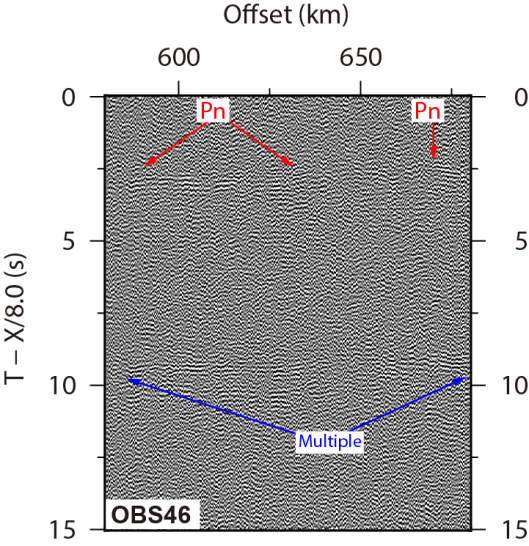 Offset (km)
600 650
0 0
Pn Pn
5 5
T – X/8.0 (s)
10 10
Multiple
OBS46
15 15